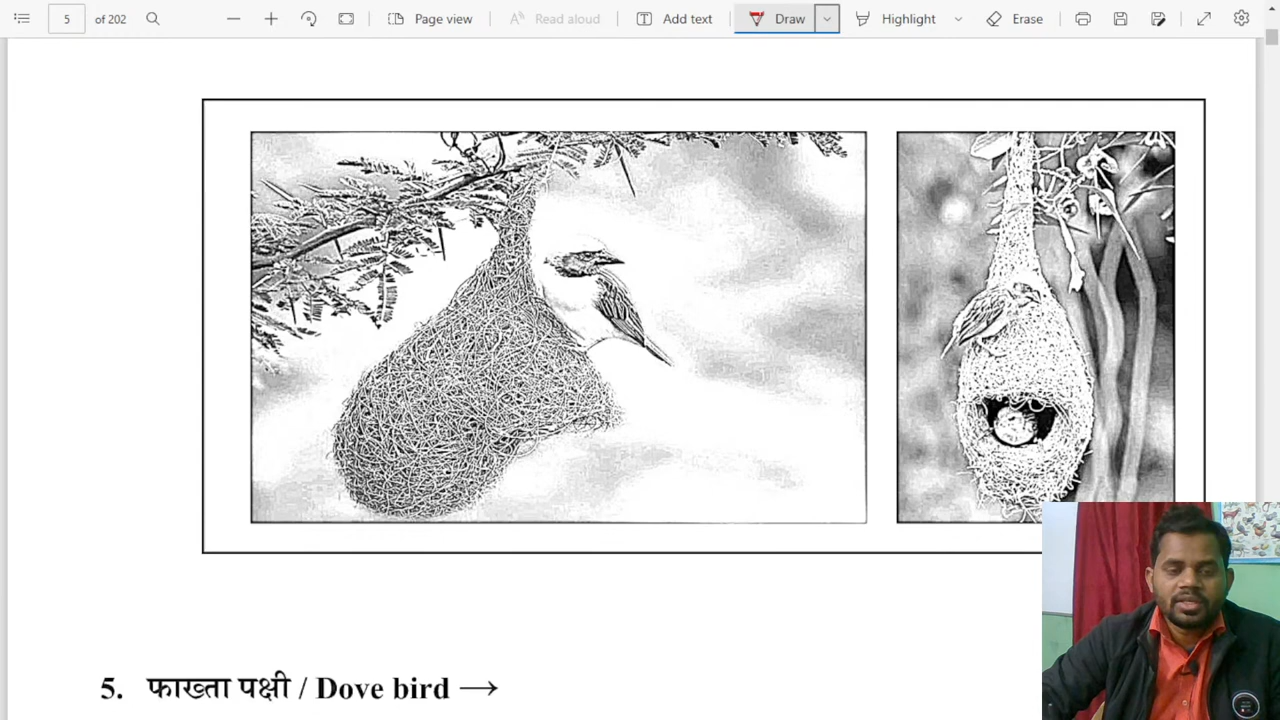 5
of 202
Page view
Read aloud
Add text
Draw
Highlight
Erase
5. फाख्ता पक्षी / Dove bird →